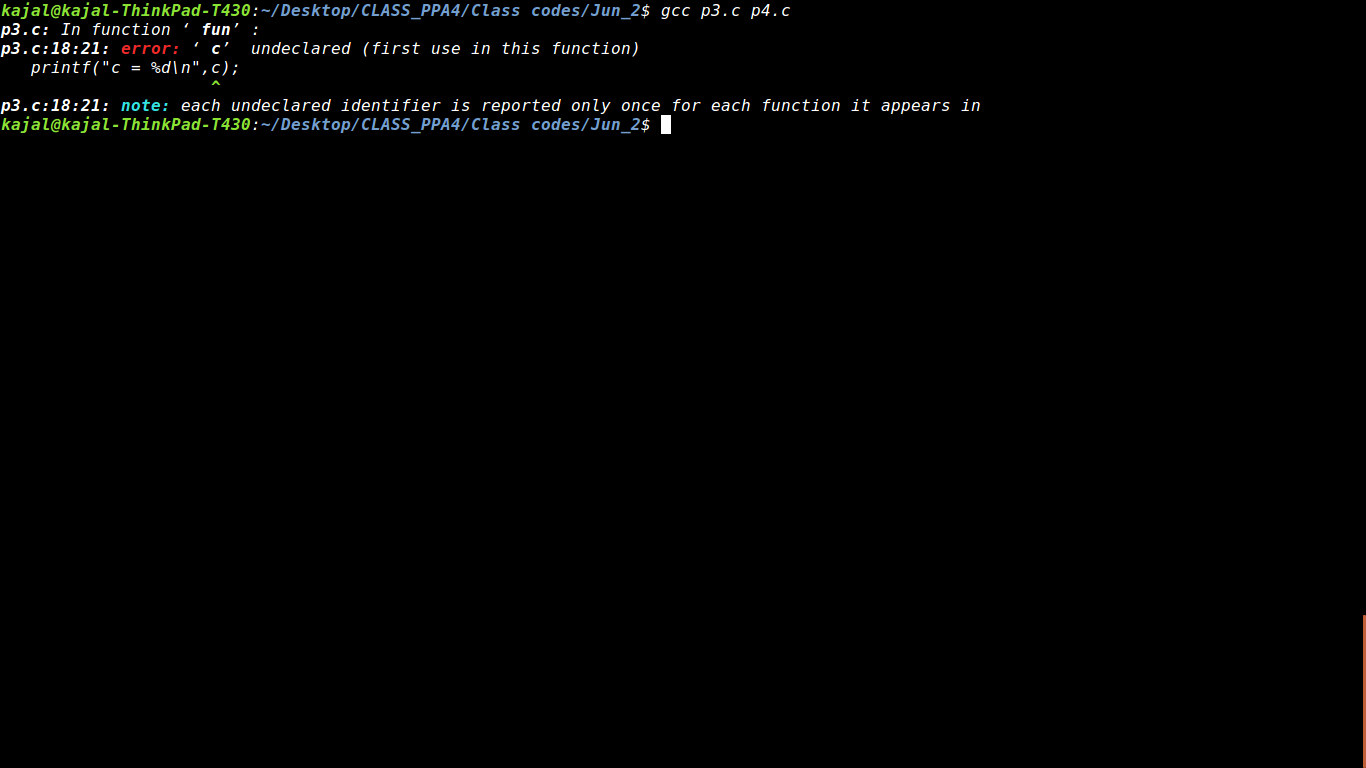 kajal@kajal-ThinkPad-T430:~/Desktop/CLASS_PPA4/Class codes/Jun_2$ gcc p3.c p4.c
p3.c: In function ‘ fun’ :
p3.c:18:21: error: ‘ c’  undeclared (first use in this function)
   printf("c = %d\n",c);
                     ^
p3.c:18:21: note: each undeclared identifier is reported only once for each function it appears in
kajal@kajal-ThinkPad-T430:~/Desktop/CLASS_PPA4/Class codes/Jun_2$